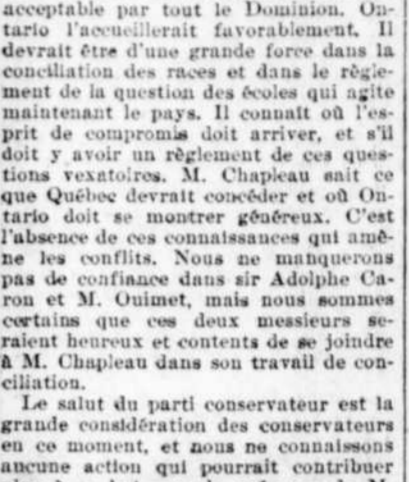 acceptable par tout le Dominion. On-
tario l'accueillerait favorablement. Il
devrait être d'une grande force dans la
conciliation des races et dans le règle-
ment de la question des écoles qui agite
maintenant le pays. Il connaît où l'es-
prit de compromis doit arriver, et s'il
doit y avoir un règlement de ces ques-
tions vexatoires. M. Chapleau sait ce
que Québec devrait concéder et où On-
tario doit se montrer généreux. C'est
l'absence de ces connaissances qui amè-
ne les conflits. Nous ne manquerons
pas de confiance dans sir Adolphe Ca-
ron et M. Ouimet, mais nous sommes
certains que ces deux messieurs se-
raient heureux et contents de se joindre
à M. Chapleau dans son travail de con-
ciliation.
Le salut du parti conservateur est la
grande considération des conservateurs
en ce moment, et nous ne connaissons
aucune action qui pourrait contribuer